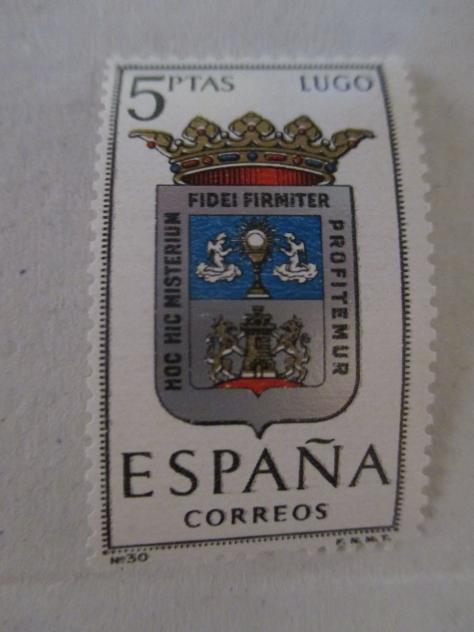 5 PTAS LUGO
HOC HIC MISTERIUM
FIDEI FIRMITER
PROFITEMUR
ESPAÑA
CORREOS
Nº30 F.N.M.T.